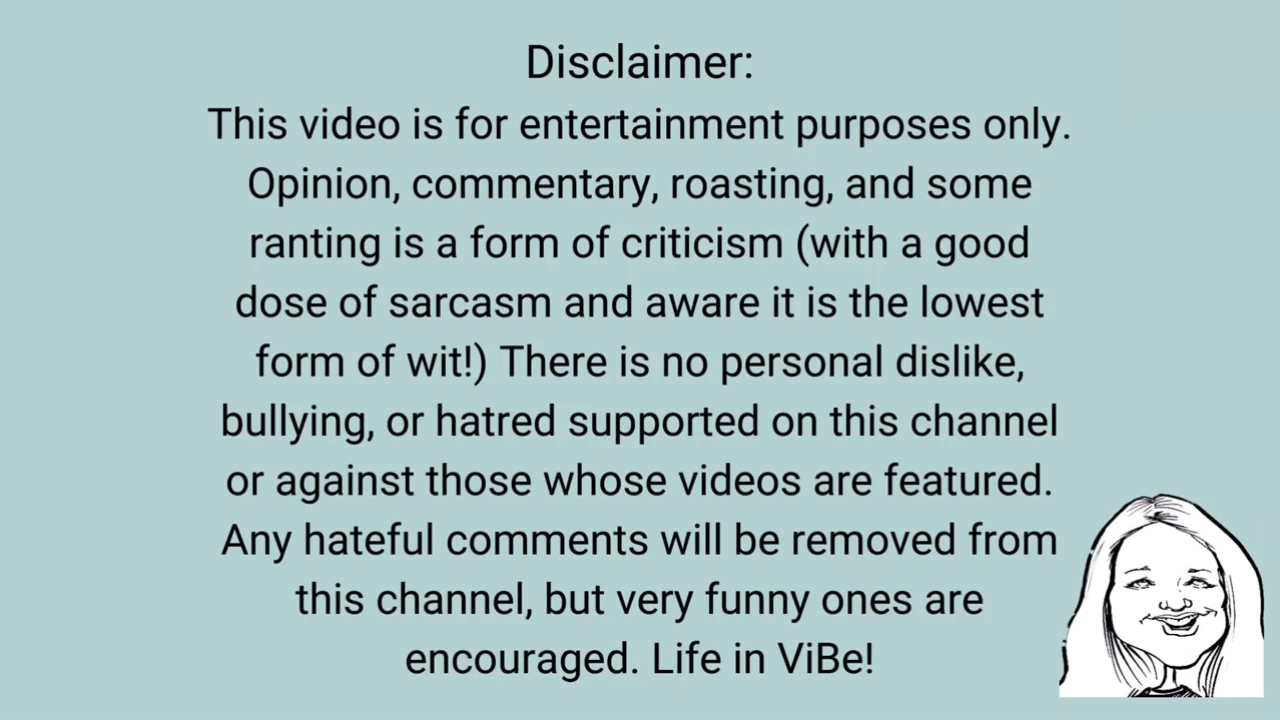 Disclaimer:
This video is for entertainment purposes only.
Opinion, commentary, roasting, and some
ranting is a form of criticism (with a good
dose of sarcasm and aware it is the lowest
form of wit!) There is no personal dislike,
bullying, or hatred supported on this channel
or against those whose videos are featured.
Any hateful comments will be removed from
this channel, but very funny ones are
encouraged. Life in ViBe!